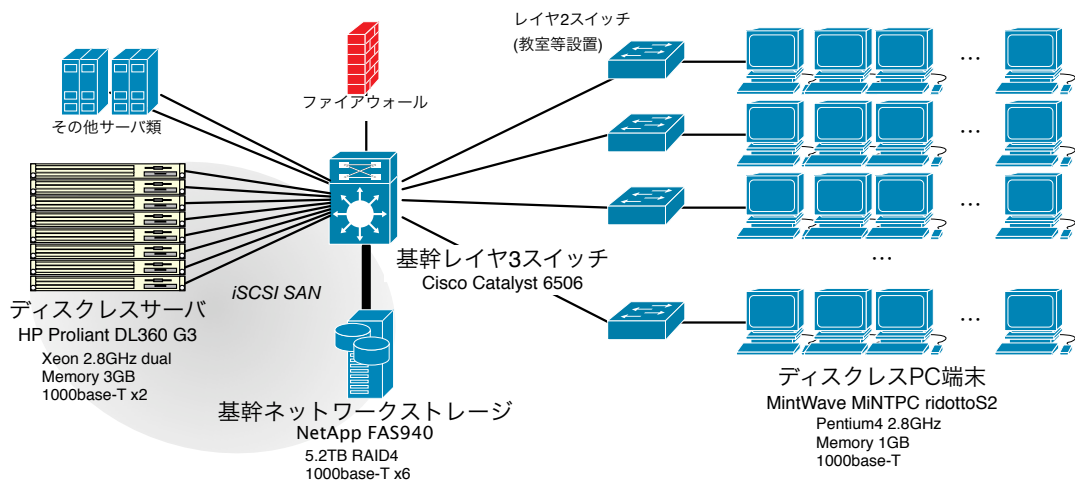 レイヤ2スイッチ
(教室等設置)
…
ファイアウォール
その他サーバ類
…
…
…
基幹レイヤ3スイッチ
Cisco Catalyst 6506
iSCSI SAN
ディスクレスサーバ
HP Proliant DL360 G3
Xeon 2.8GHz dual
Memory 3GB
1000base-T x2
…
基幹ネットワークストレージ
NetApp FAS940
5.2TB RAID4
1000base-T x6
ディスクレスPC端末
MintWave MiNTPC ridottoS2
Pentium4 2.8GHz
Memory 1GB
1000base-T